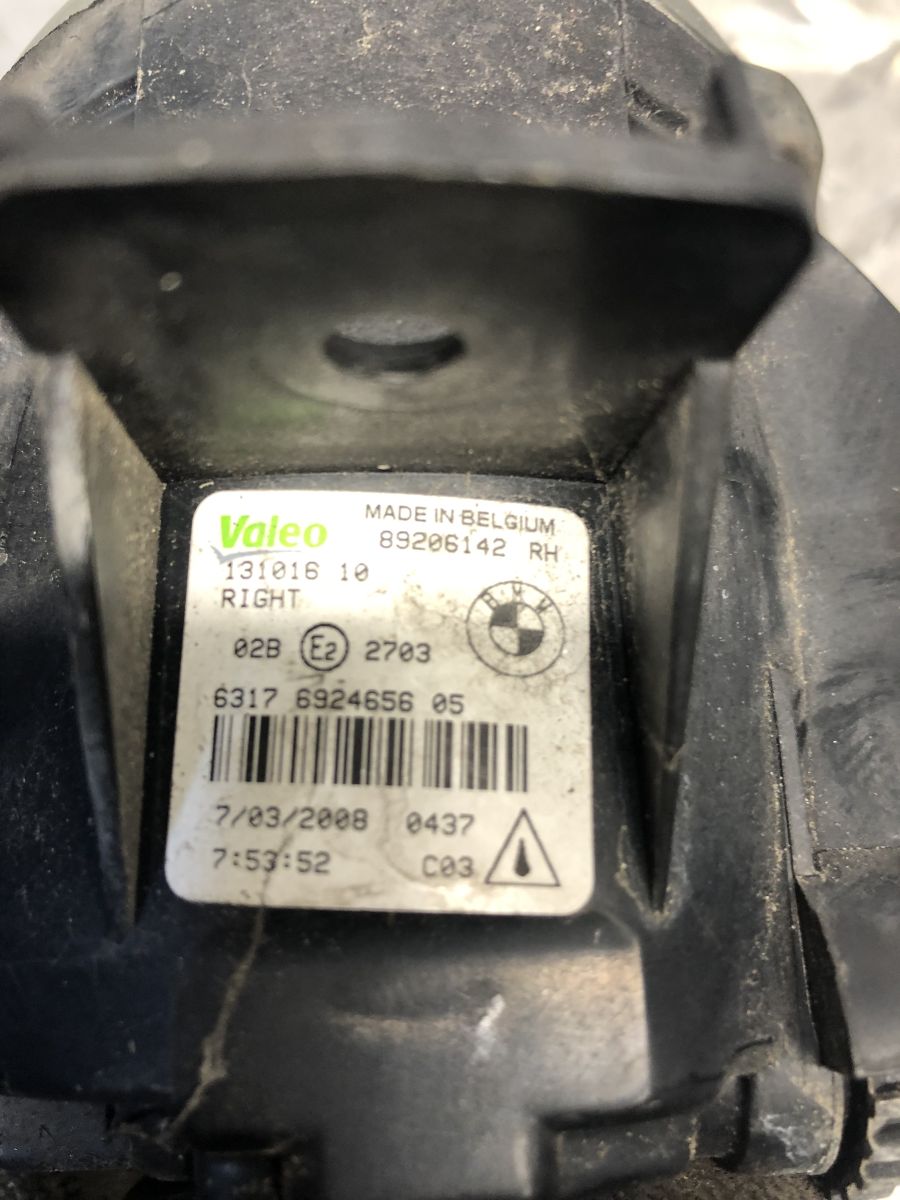 Valeo MADE IN BELGIUM
89206142 RH
131016 10
RIGHT
BMW
02B E2 2703
6317 6924656 05
7/03/2008 0437
7:53:52 C03